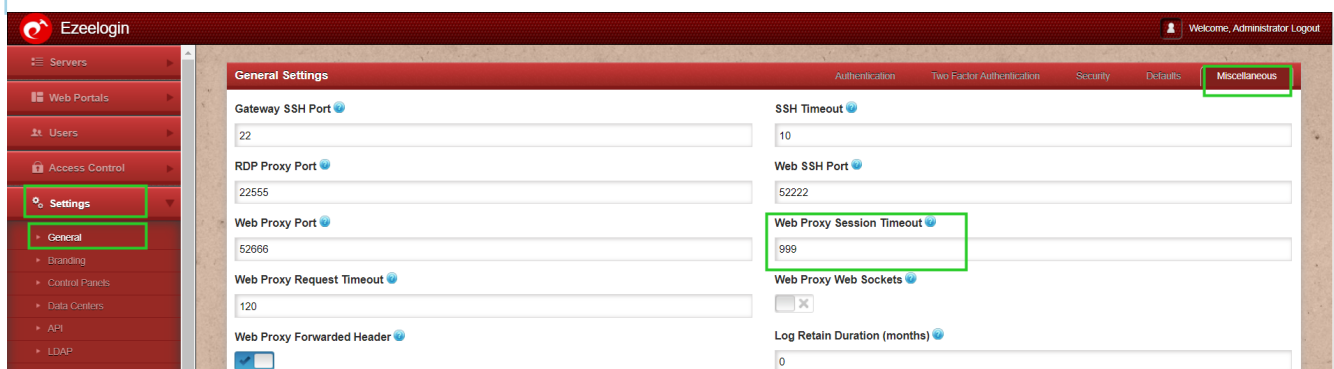 Ezeelogin
Welcome, Administrator Logout
Servers
Web Portals
Users
Access Control
Settings
General
Branding
Control Panels
Data Centers
API
LDAP
General Settings
Authentication
Two Factor Authentication
Security
Defaults
Miscellaneous
Gateway SSH Port
22
SSH Timeout
10
RDP Proxy Port
22555
Web SSH Port
52222
Web Proxy Port
52666
Web Proxy Session Timeout
999
Web Proxy Request Timeout
120
Web Proxy Web Sockets
Web Proxy Forwarded Header
Log Retain Duration (months)
0